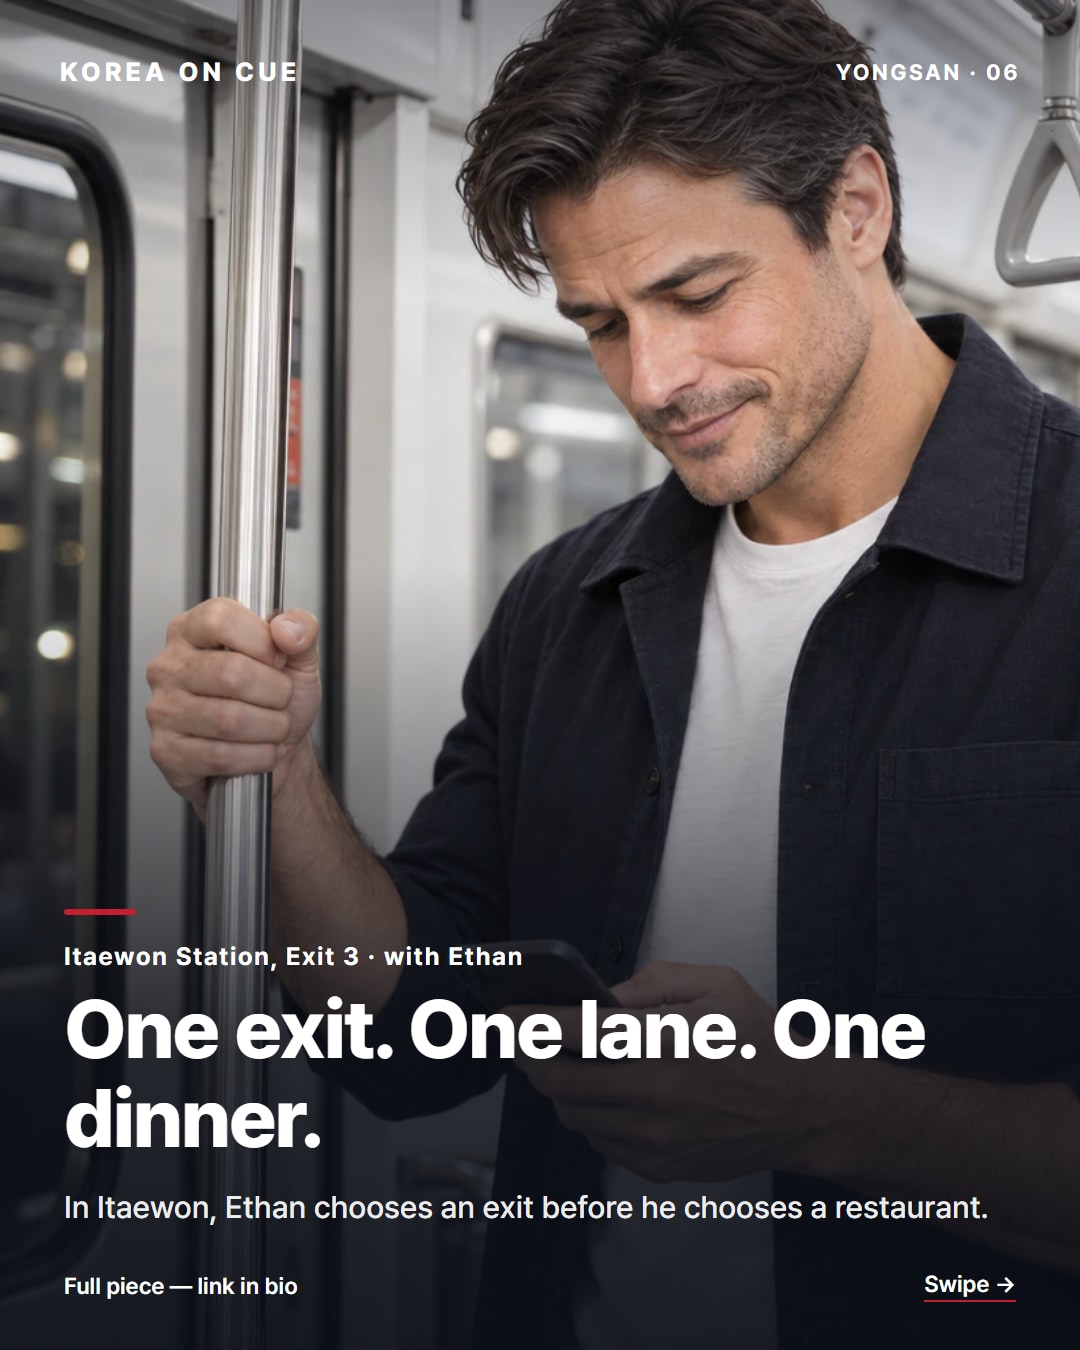 KOREA ON CUE
YONGSAN · 06
Itaewon Station, Exit 3 · with Ethan
One exit. One lane. One
dinner.
In Itaewon, Ethan chooses an exit before he chooses a restaurant.
Full piece — link in bio
Swipe →